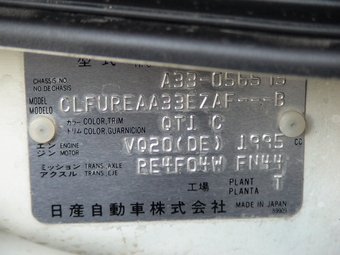 型式
CHASSIS NO. A33-056515
NO.DE CHASIS
MODEL CLFUREAA33EZAF---B
MODELO
カラー COLOR,TRIM QT1 C
トリム COLOR,GUARNICION
エン ENGINE VQ20(DE) 1995 CC
ジン MOTOR
ミッション TRANS.,AXLE RE4F04W FN44
アクスル TRANS.,EJE
工場 PLANT T
PLANTA
日産自動車株式会社 MADE IN JAPAN